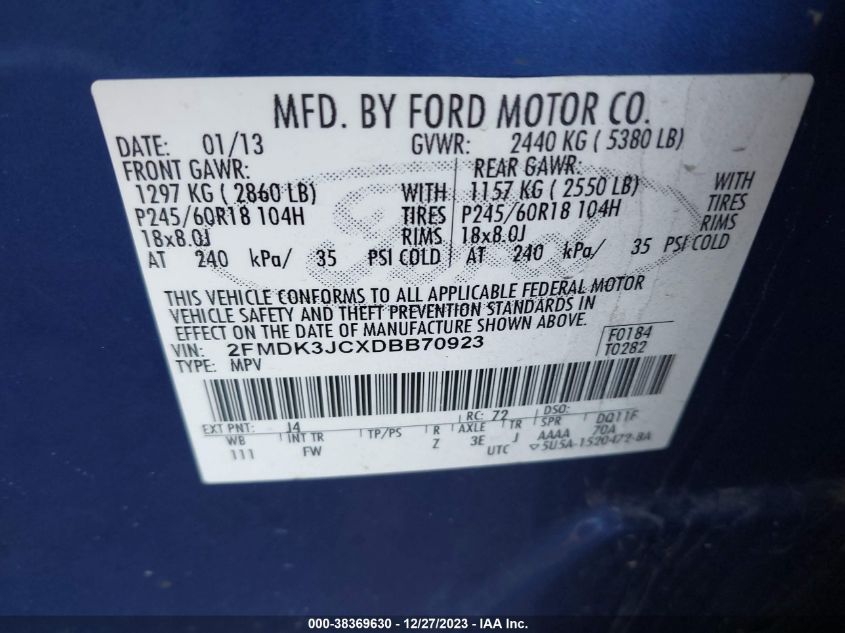 MFD. BY FORD MOTOR CO.
DATE: 01/13 GVWR: 2440 KG ( 5380 LB)
FRONT GAWR: REAR GAWR:
1297 KG ( 2860 LB) WITH 1157 KG ( 2550 LB) WITH
P245/60R18 104H TIRES P245/60R18 104H TIRES
18x8.0J RIMS 18x8.0J RIMS
AT 240 kPa/ 35 PSI COLD AT 240 kPa/ 35 PSI COLD
THIS VEHICLE CONFORMS TO ALL APPLICABLE FEDERAL MOTOR
VEHICLE SAFETY AND THEFT PREVENTION STANDARDS IN
EFFECT ON THE DATE OF MANUFACTURE SHOWN ABOVE.
VIN: 2FMDK3JCXDBB70923 F0184
TYPE: MPV T0282
EXT PNT: J4 RC: 72 DSO:
WB INT TR TP/PS R AXLE TR SPR DQ11F
111 FW Z 3E J AAAA 70A
UTC 5U5A-1520472-BA
000-38369630 - 12/27/2023 - IAA Inc.